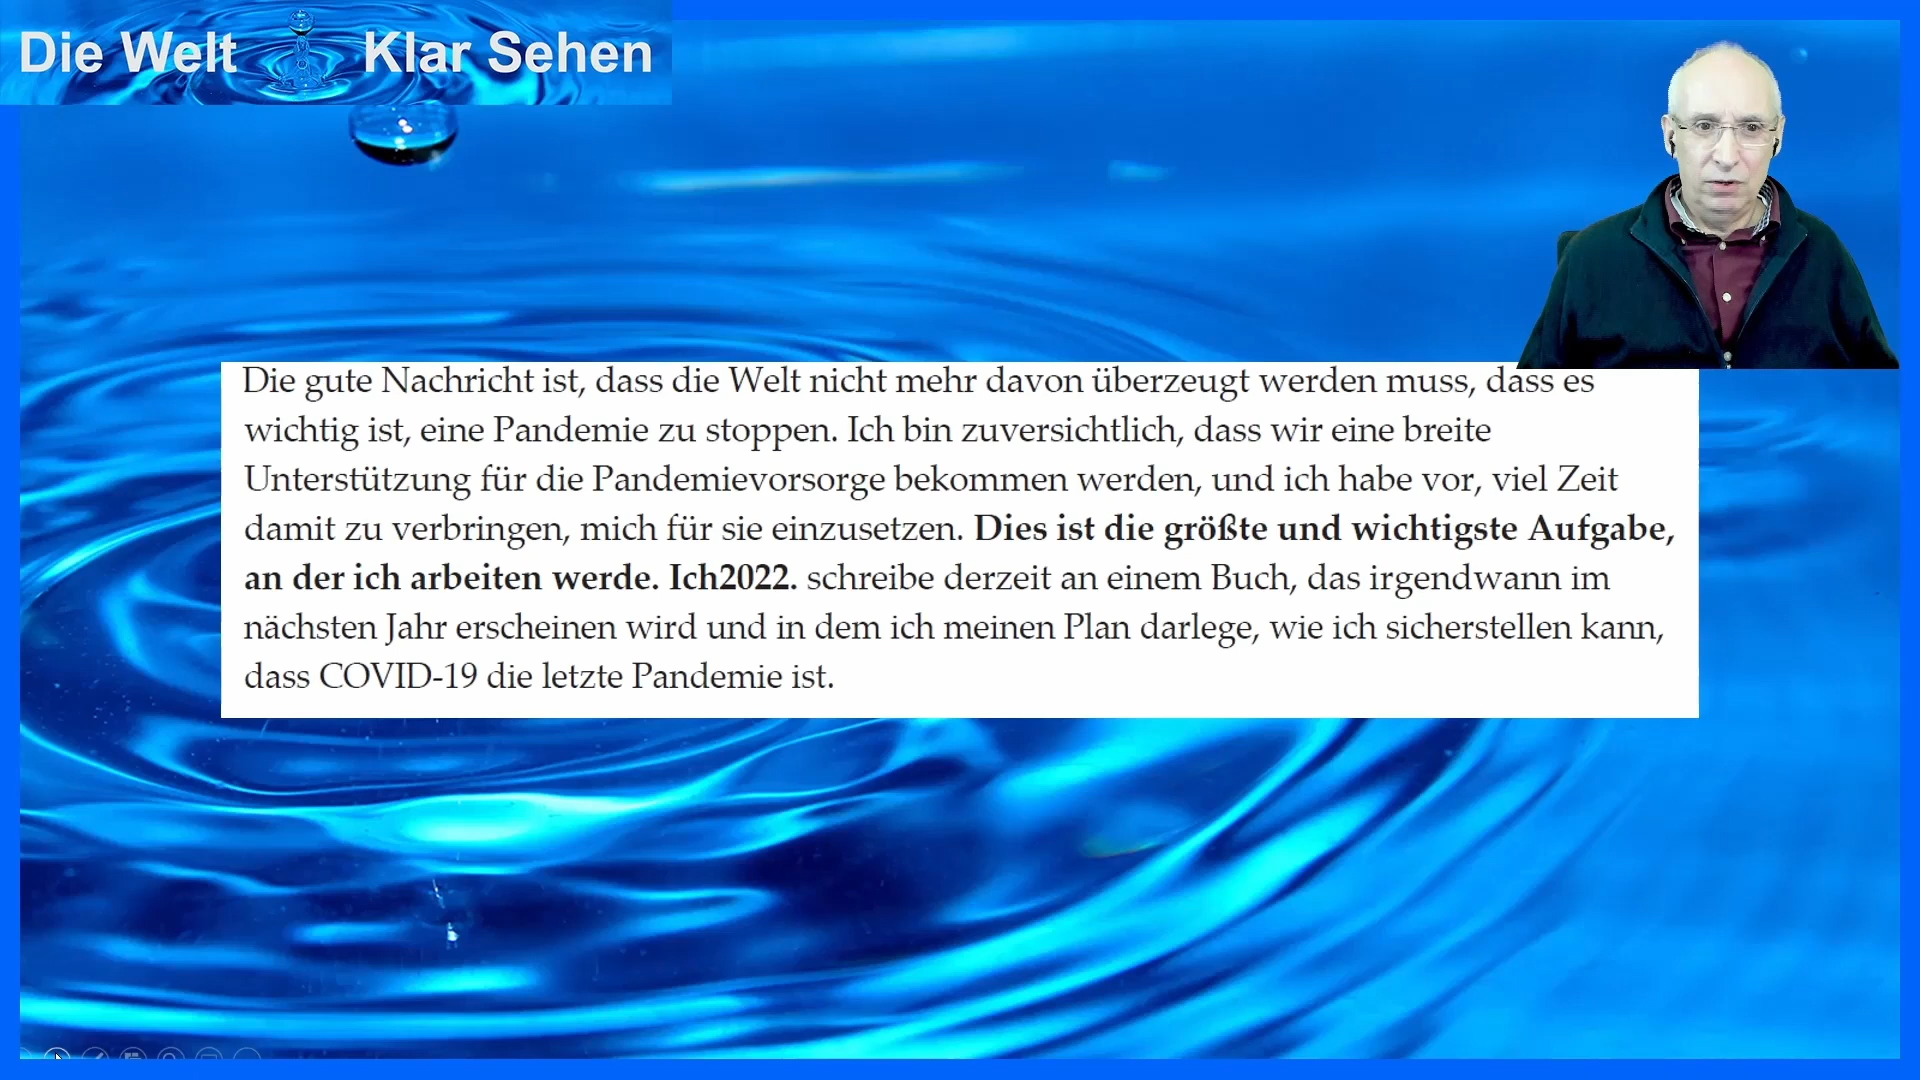 Die Welt Klar Sehen
Die gute Nachricht ist, dass die Welt nicht mehr davon überzeugt werden muss, dass es
wichtig ist, eine Pandemie zu stoppen. Ich bin zuversichtlich, dass wir eine breite
Unterstützung für die Pandemievorsorge bekommen werden, und ich habe vor, viel Zeit
damit zu verbringen, mich für sie einzusetzen. Dies ist die größte und wichtigste Aufgabe,
an der ich arbeiten werde. Ich2022. schreibe derzeit an einem Buch, das irgendwann im
nächsten Jahr erscheinen wird und in dem ich meinen Plan darlege, wie ich sicherstellen kann,
dass COVID-19 die letzte Pandemie ist.